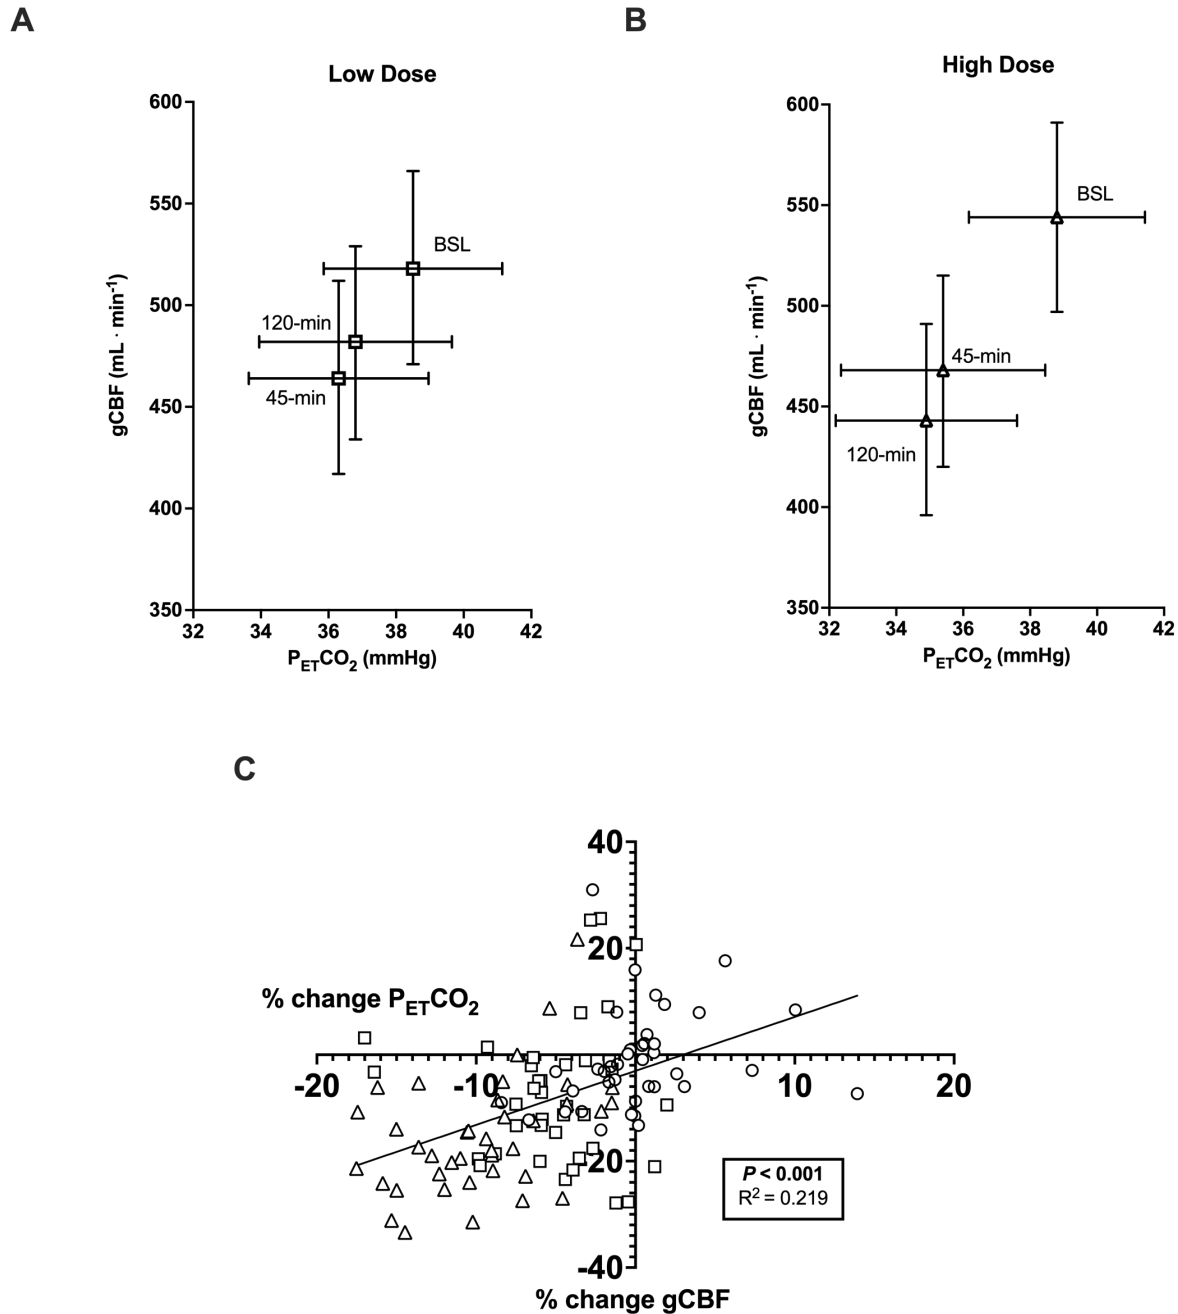 A
B
Low Dose
600
550
500
450
400
350
32 34 36 38 40 42
gCBF (mL · min⁻¹)
BSL
120-min
45-min
P_ETCO₂ (mmHg)
High Dose
600
550
500
450
400
350
32 34 36 38 40 42
gCBF (mL · min⁻¹)
BSL
45-min
120-min
P_ETCO₂ (mmHg)
C
40
20
% change P_ETCO₂
-20 -10 10 20
-20
P < 0.001
R² = 0.219
-40
% change gCBF